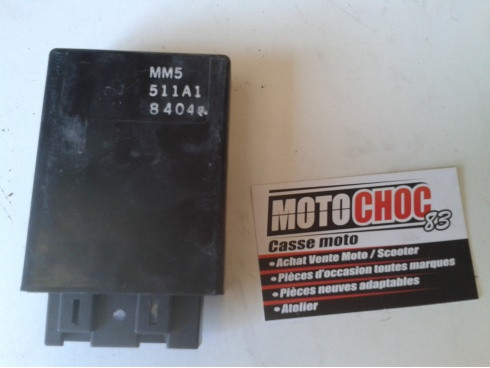 MM5
511A1
8404
MOTOCHOC 83
Casse moto
• Achat Vente Moto / Scooter
• Pièces d'occasion toutes marques
• Pièces neuves adaptables
• Atelier